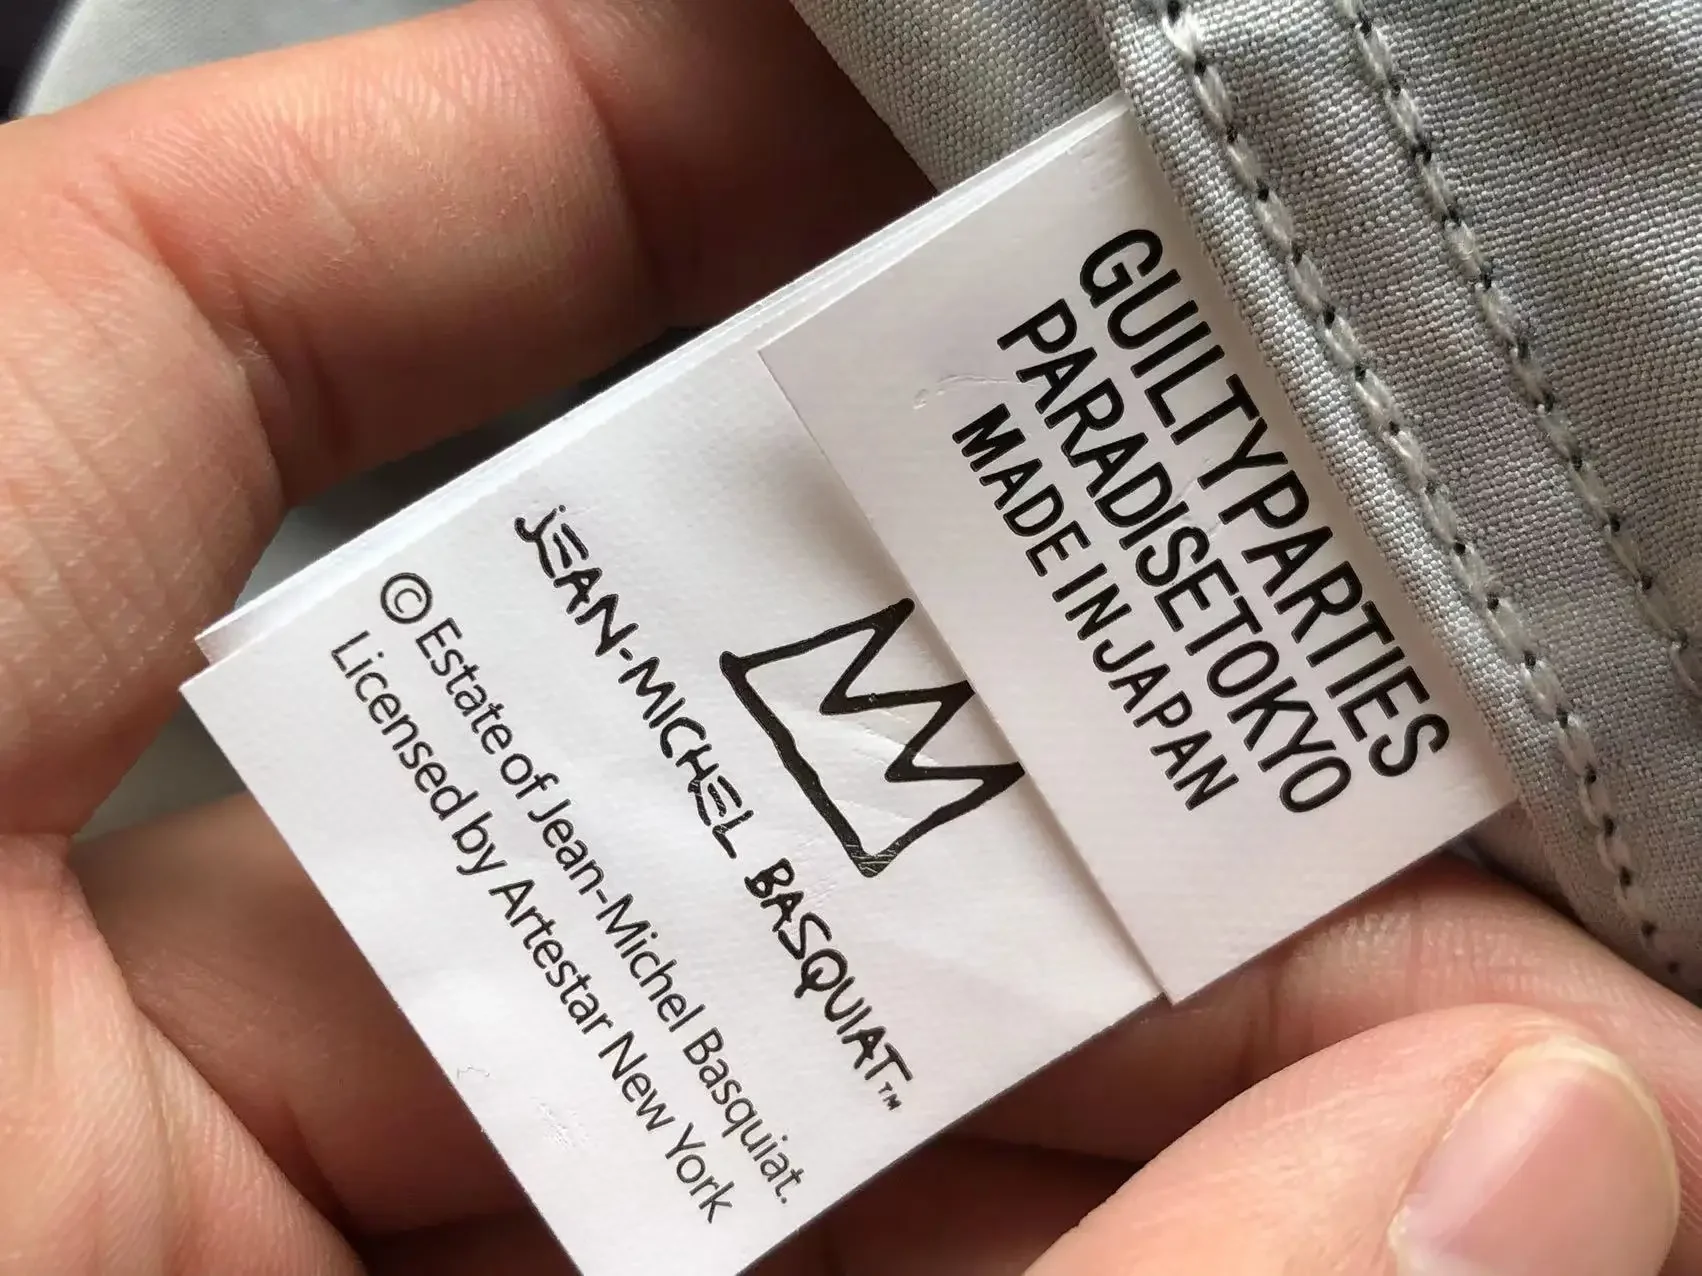 GUILTYPARTIES
PARADISETOKYO
MADE IN JAPAN
JEAN-MICHEL BASQUIAT™
© Estate of Jean-Michel Basquiat.
Licensed by Artestar New York